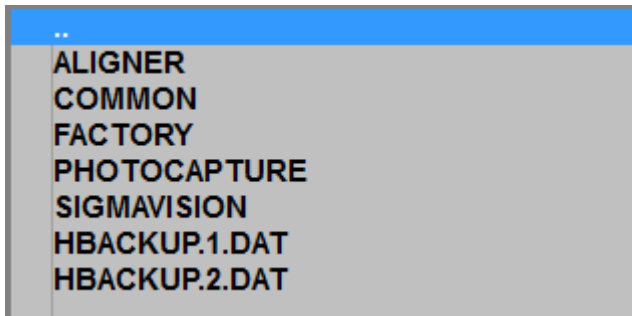 ..
ALIGNER
COMMON
FACTORY
PHOTOCAPTURE
SIGMAVISION
HBACKUP.1.DAT
HBACKUP.2.DAT